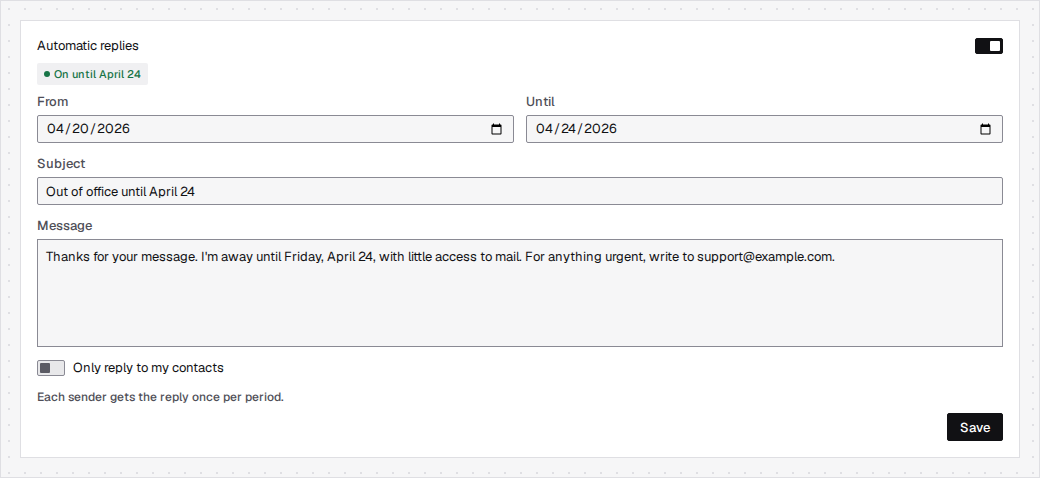 Automatic replies
On until April 24
From
Until
04/20/2026
04/24/2026
Subject
Out of office until April 24
Message
Thanks for your message. I'm away until Friday, April 24, with little access to mail. For anything urgent, write to support@example.com.
Only reply to my contacts
Each sender gets the reply once per period.
Save